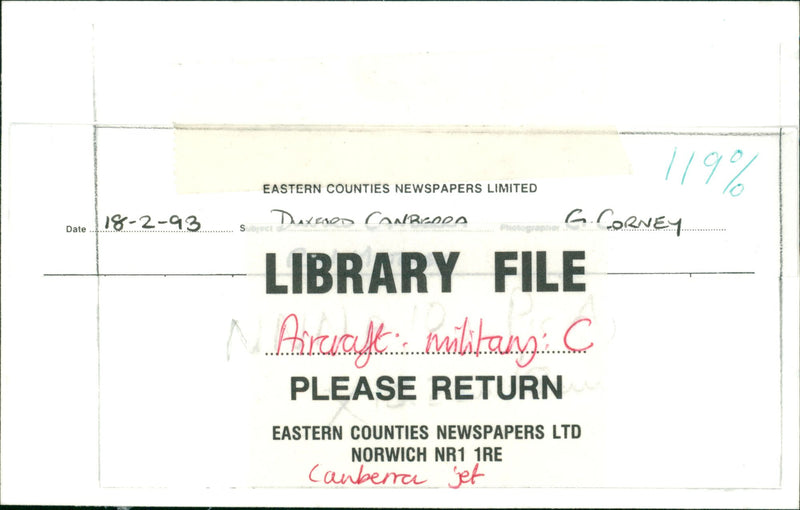 119%
EASTERN COUNTIES NEWSPAPERS LIMITED
Date 18-2-93 Subject DUXFORD CANBERRA Photographer G. CORNEY
LIBRARY FILE
Aircraft: military: C
PLEASE RETURN
EASTERN COUNTIES NEWSPAPERS LTD
NORWICH NR1 1RE
Canberra jet